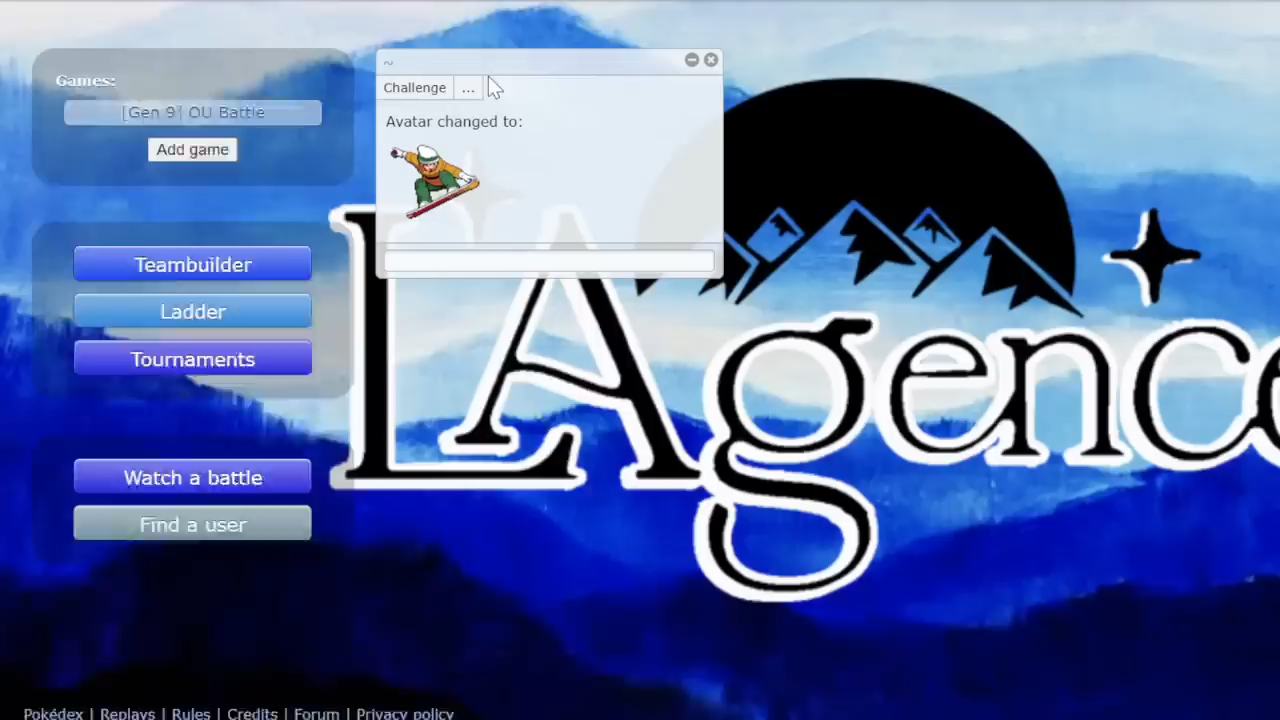 Games:
[Gen 9] OU Battle
Add game
Teambuilder
Ladder
Tournaments
Watch a battle
Find a user
Pokédex | Replays | Rules | Credits | Forum | Privacy policy
~
Challenge ...
Avatar changed to:
L'Agence